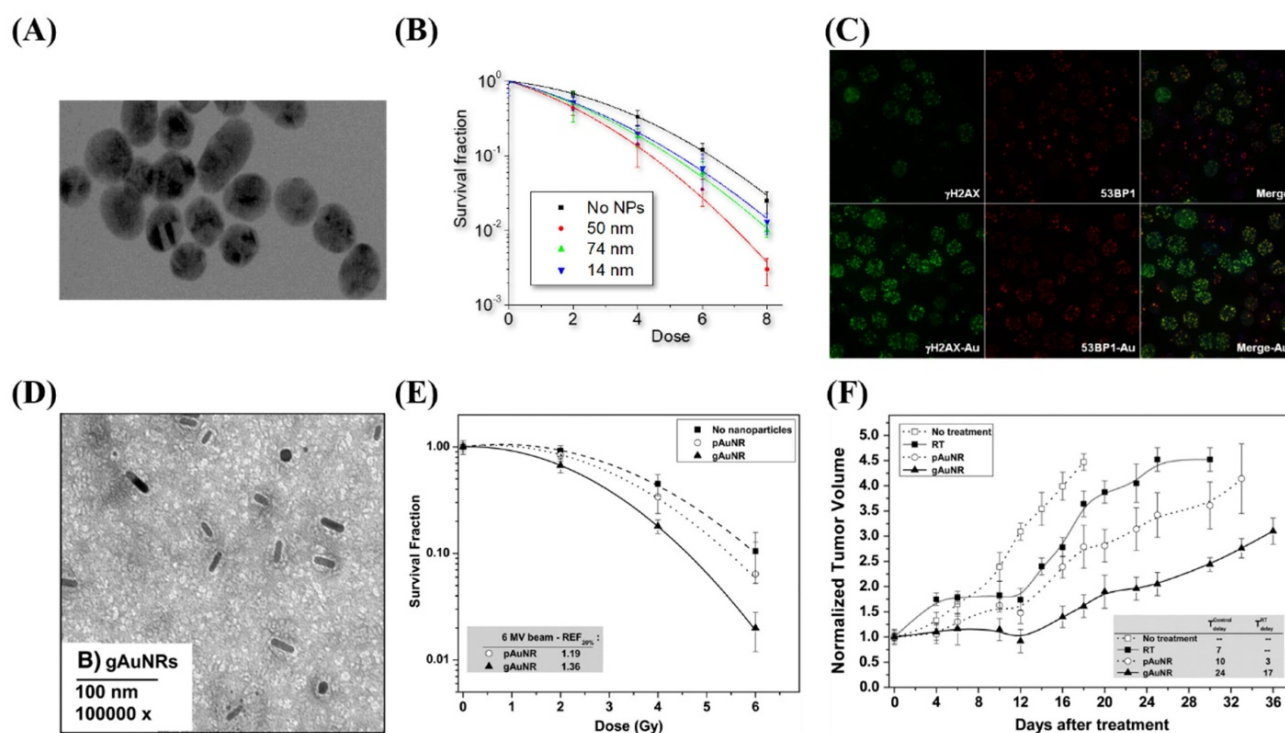 (A)
(B)
Survival fraction
10⁰
10⁻¹
10⁻²
10⁻³
No NPs
50 nm
74 nm
14 nm
0 2 4 6 8
Dose
(C)
γH2AX 53BP1 Merge
γH2AX-Au 53BP1-Au Merge-Au
(D)
B) gAuNRs
100 nm
100000 x
(E)
Survival Fraction
1.00
0.10
0.01
No nanoparticles
pAuNR
gAuNR
6 MV beam - REF20% :
pAuNR 1.19
gAuNR 1.36
0 1 2 3 4 5 6
Dose (Gy)
(F)
Normalized Tumor Volume
5.0
4.5
4.0
3.5
3.0
2.5
2.0
1.5
1.0
0.5
0.0
No treatment
RT
pAuNR
gAuNR
T Control delay T RT delay
No treatment -- --
RT 7 --
pAuNR 10 3
gAuNR 24 17
0 4 8 12 16 20 24 28 32 36
Days after treatment